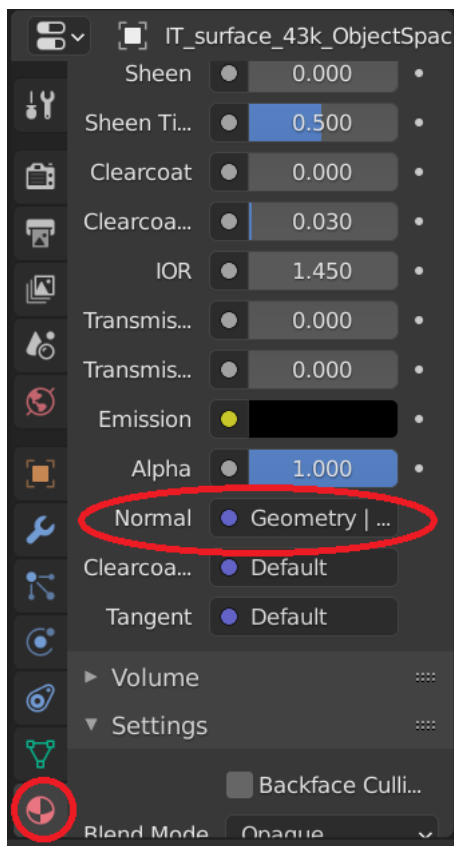 IT_surface_43k_ObjectSpac
Sheen 0.000
Sheen Ti... 0.500
Clearcoat 0.000
Clearcoa... 0.030
IOR 1.450
Transmis... 0.000
Transmis... 0.000
Emission
Alpha 1.000
Normal Geometry | ...
Clearcoa... Default
Tangent Default
Volume
Settings
Backface Culli...
Blend Mode Opaque